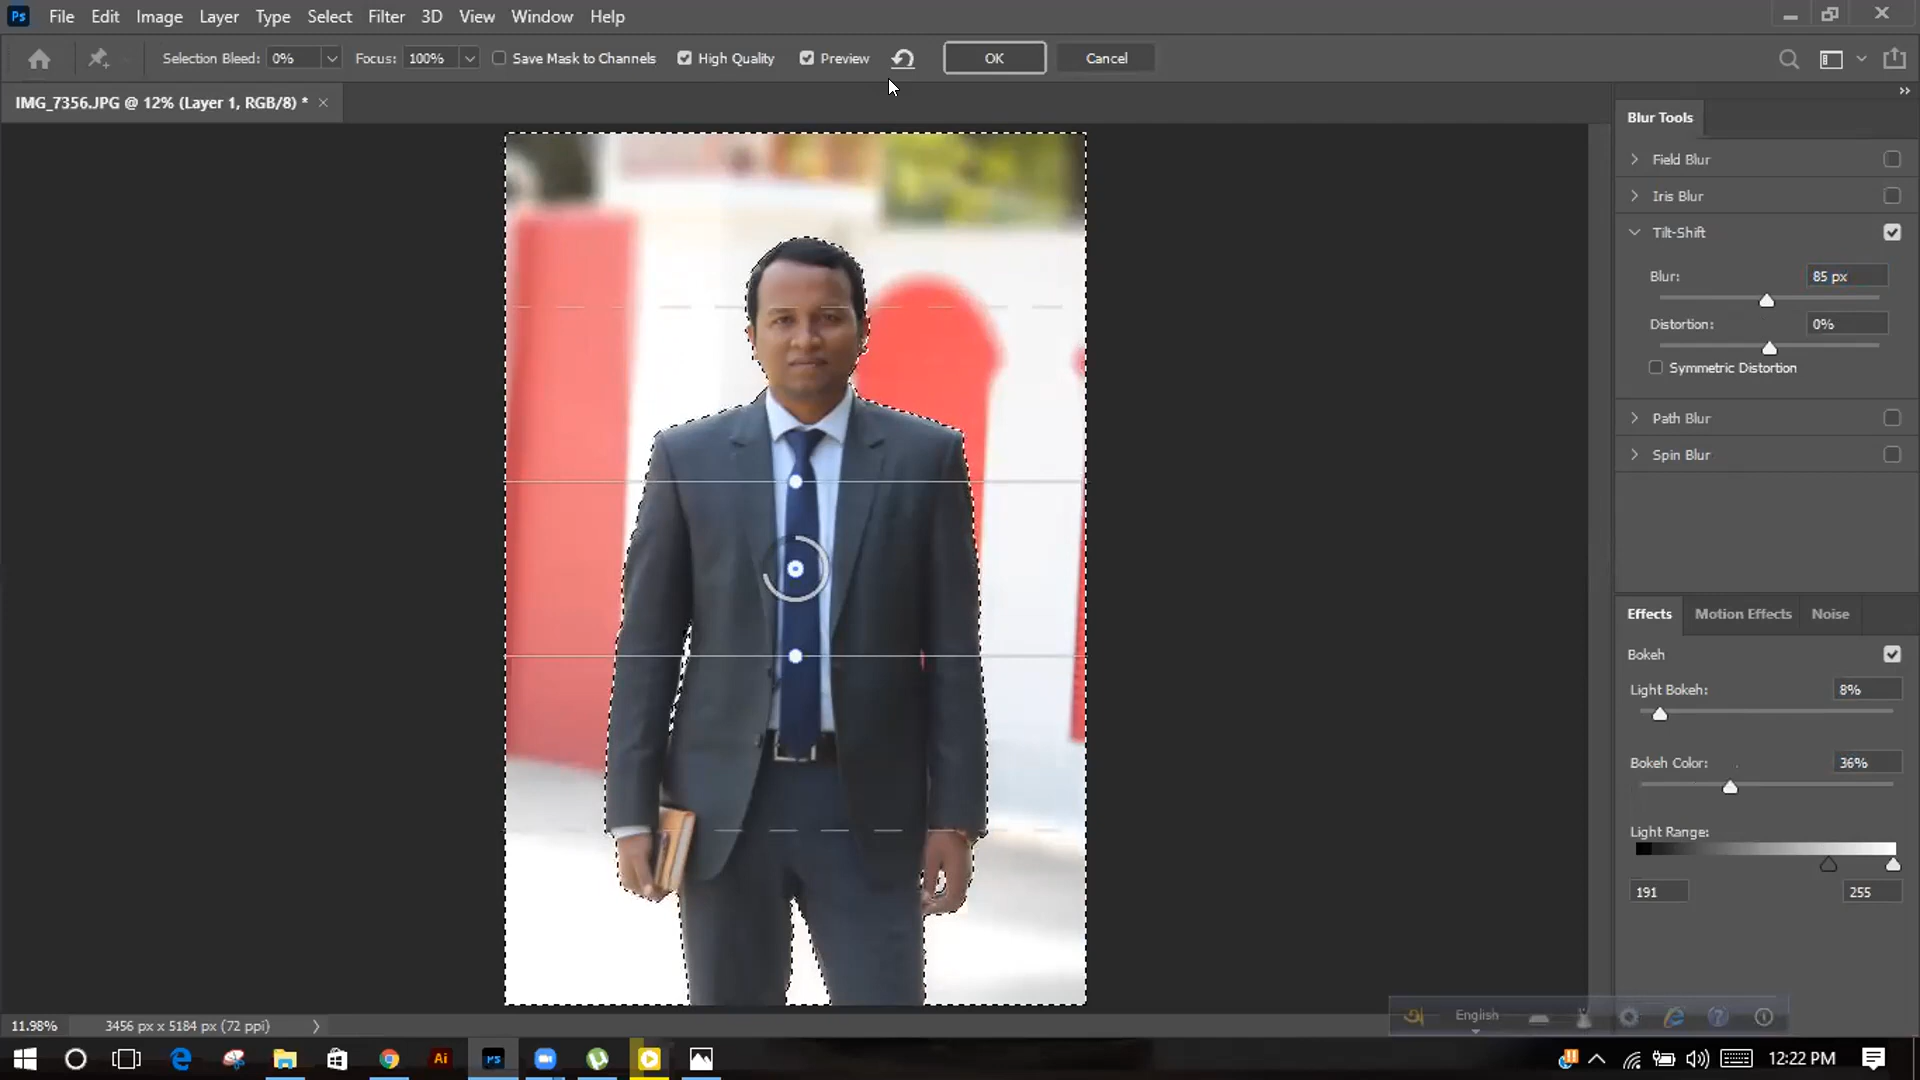 Ps File Edit Image Layer Type Select Filter 3D View Window Help
Selection Bleed: 0% Focus: 100% Save Mask to Channels High Quality Preview OK Cancel
IMG_7356.JPG @ 12% (Layer 1, RGB/8) *
Blur Tools
Field Blur
Iris Blur
Tilt-Shift
Blur: 85 px
Distortion: 0%
Symmetric Distortion
Path Blur
Spin Blur
Effects Motion Effects Noise
Bokeh
Light Bokeh: 8%
Bokeh Color: 36%
Light Range:
191 255
English
11.98% 3456 px x 5184 px (72 ppi)
Ai Ps 12:22 PM